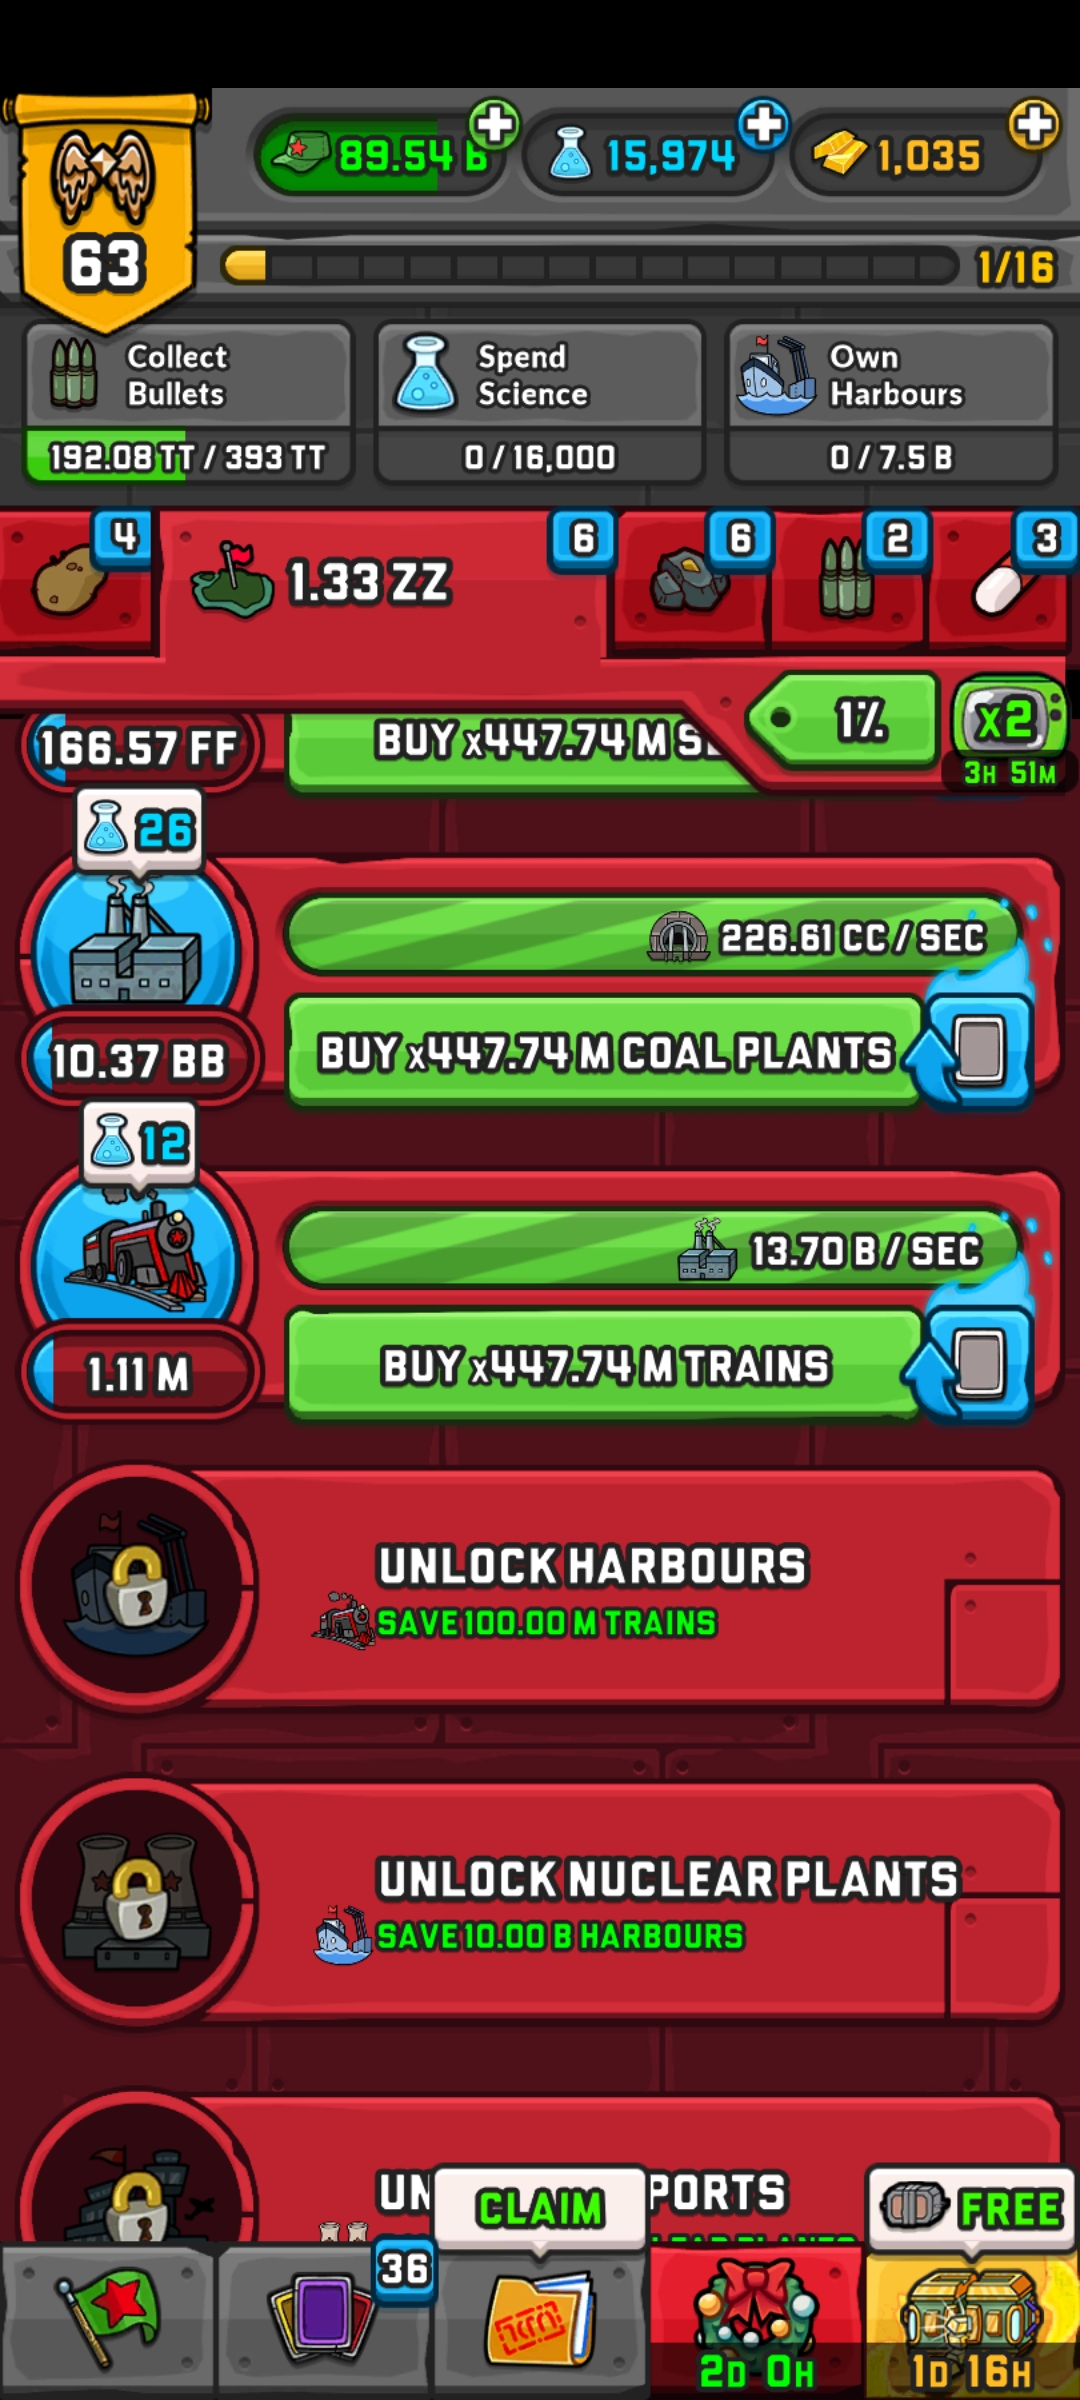 89.54 B
15,974
1,035
63
1/16
Collect
Bullets
192.08 TT / 393 TT
Spend
Science
0 / 16,000
Own
Harbours
0 / 7.5 B
4
1.33 ZZ
6
6
2
3
1%
x2
3H 51M
166.57 FF
BUY x447.74 M
26
226.61 CC / SEC
10.37 BB
BUY x447.74 M COAL PLANTS
12
13.70 B / SEC
1.11 M
BUY x447.74 M TRAINS
UNLOCK HARBOURS
SAVE 100.00 M TRAINS
UNLOCK NUCLEAR PLANTS
SAVE 10.00 B HARBOURS
UN
PORTS
CLAIM
FREE
36
2D 0H
1D 16H